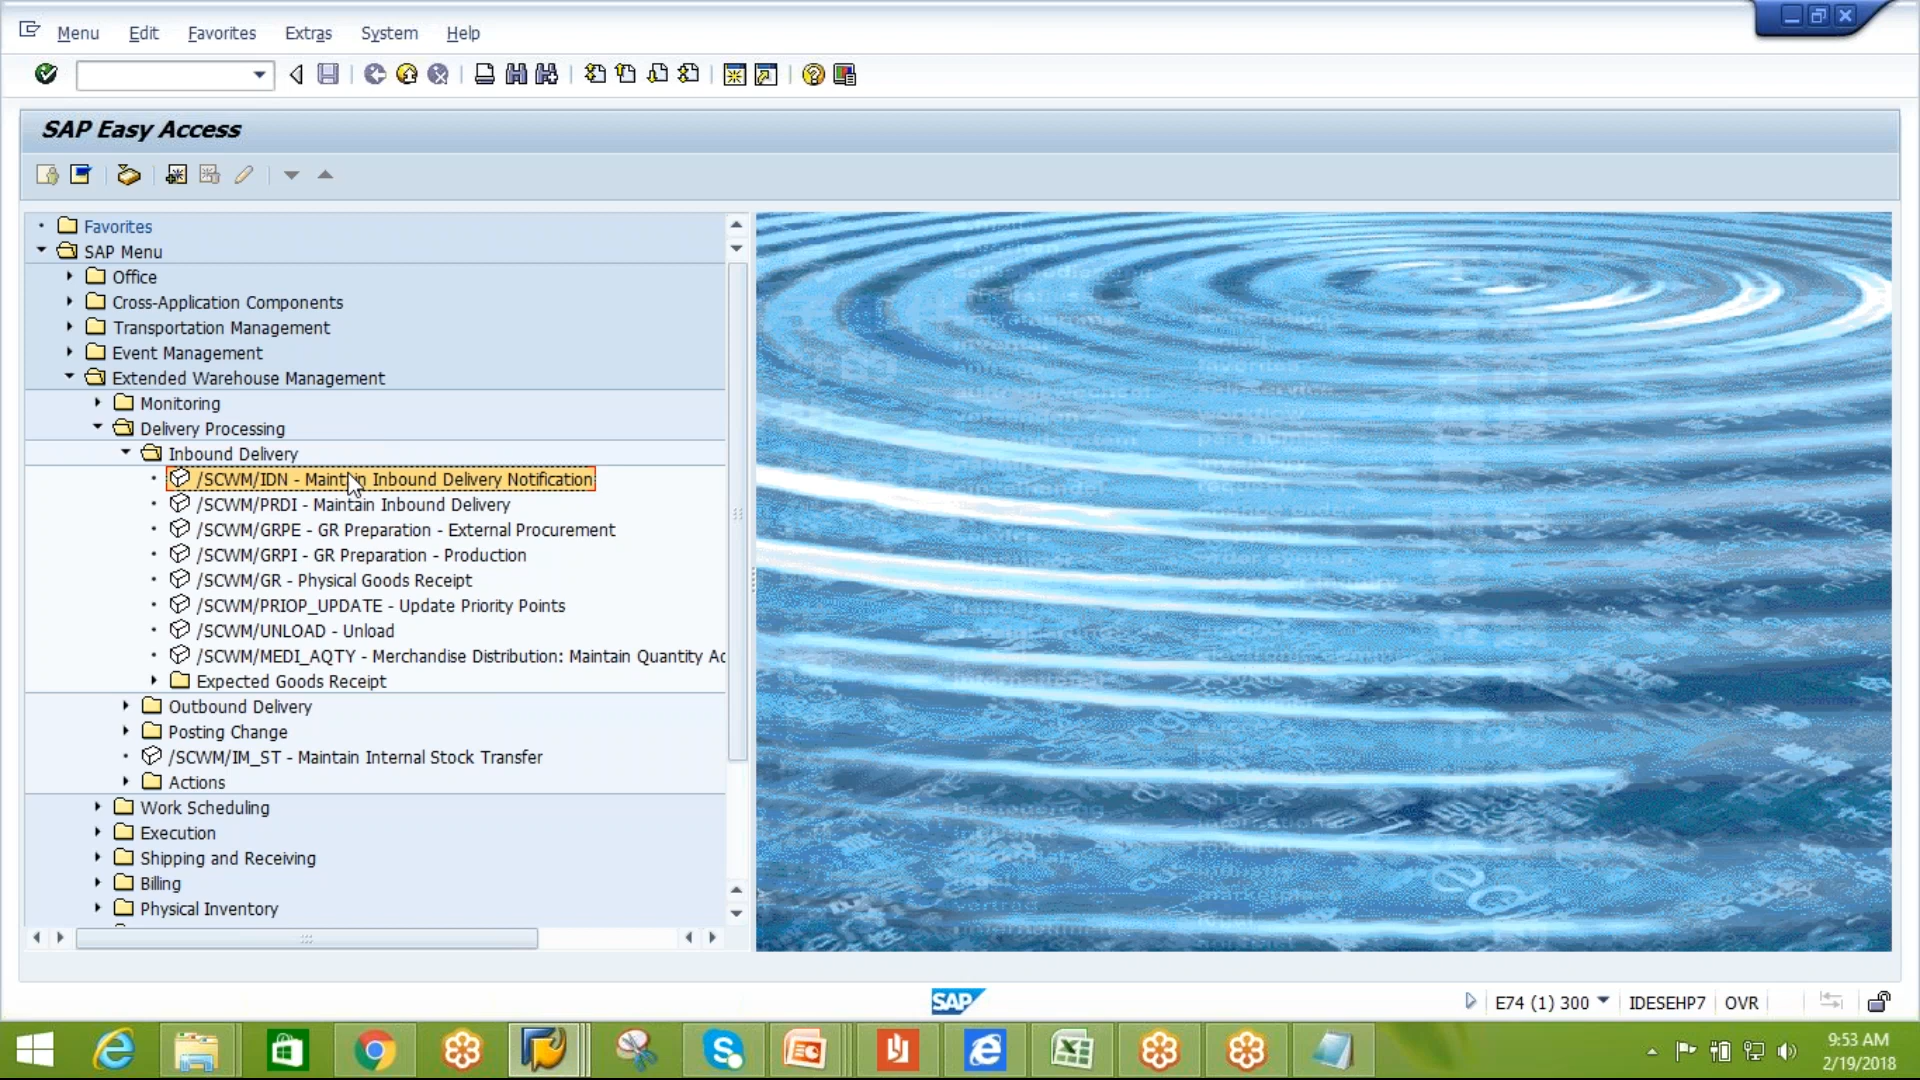 Menu Edit Favorites Extras System Help
SAP Easy Access
Favorites
SAP Menu
Office
Cross-Application Components
Transportation Management
Event Management
Extended Warehouse Management
Monitoring
Delivery Processing
Inbound Delivery
/SCWM/IDN - Maintain Inbound Delivery Notification
/SCWM/PRDI - Maintain Inbound Delivery
/SCWM/GRPE - GR Preparation - External Procurement
/SCWM/GRPI - GR Preparation - Production
/SCWM/GR - Physical Goods Receipt
/SCWM/PRIOP_UPDATE - Update Priority Points
/SCWM/UNLOAD - Unload
/SCWM/MEDI_AQTY - Merchandise Distribution: Maintain Quantity Ad
Expected Goods Receipt
Outbound Delivery
Posting Change
/SCWM/IM_ST - Maintain Internal Stock Transfer
Actions
Work Scheduling
Execution
Shipping and Receiving
Billing
Physical Inventory
SAP
E74 (1) 300 IDESEHP7 OVR
9:53 AM
2/19/2018